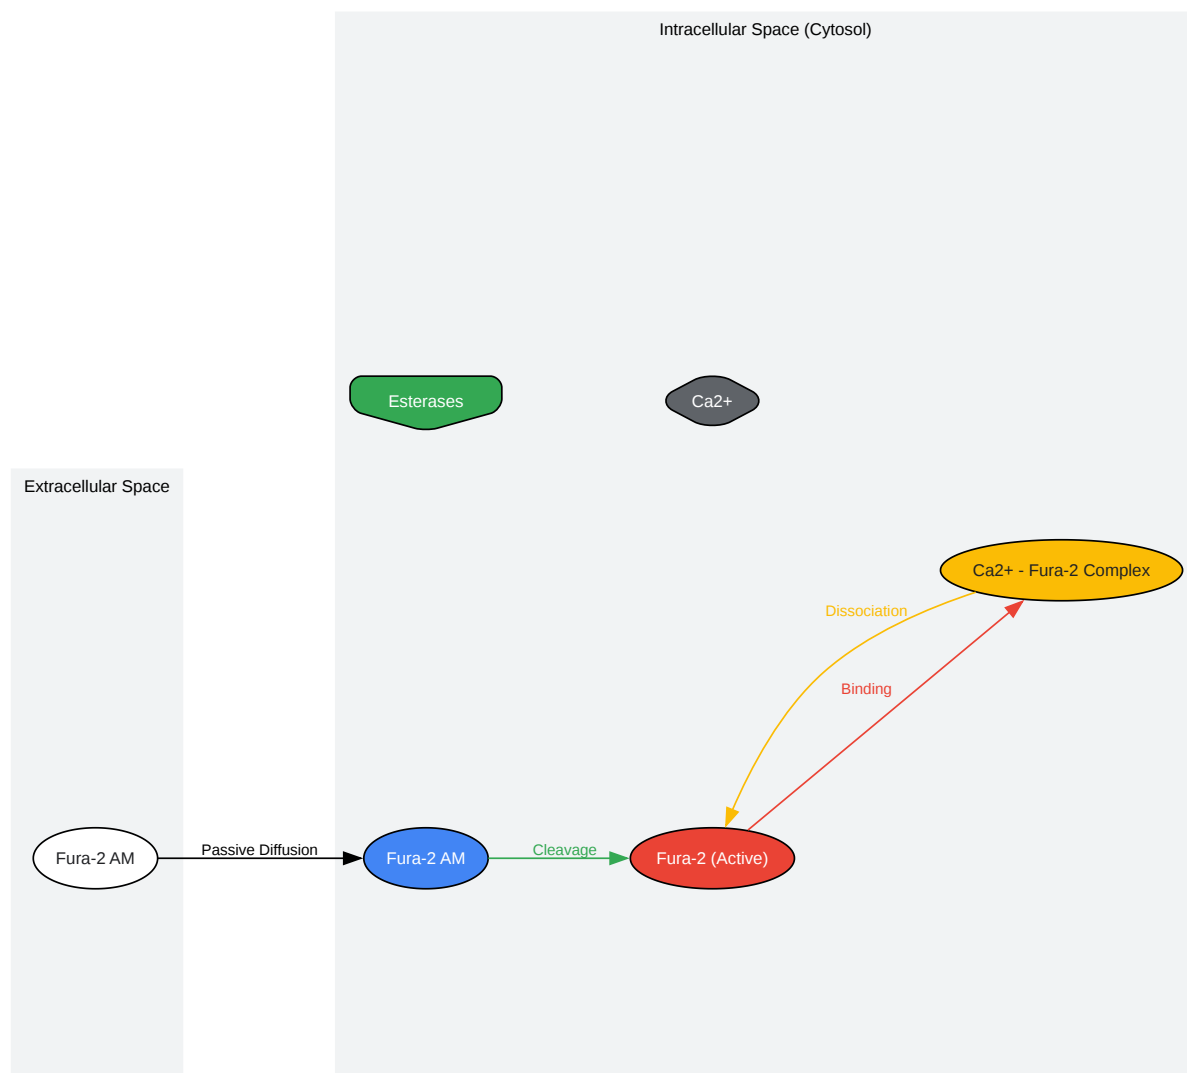 Intracellular Space (Cytosol)
Esterases
Ca2+
Extracellular Space
Ca2+ - Fura-2 Complex
Dissociation
Binding
Passive Diffusion
Cleavage
Fura-2 AM
Fura-2 AM
Fura-2 (Active)